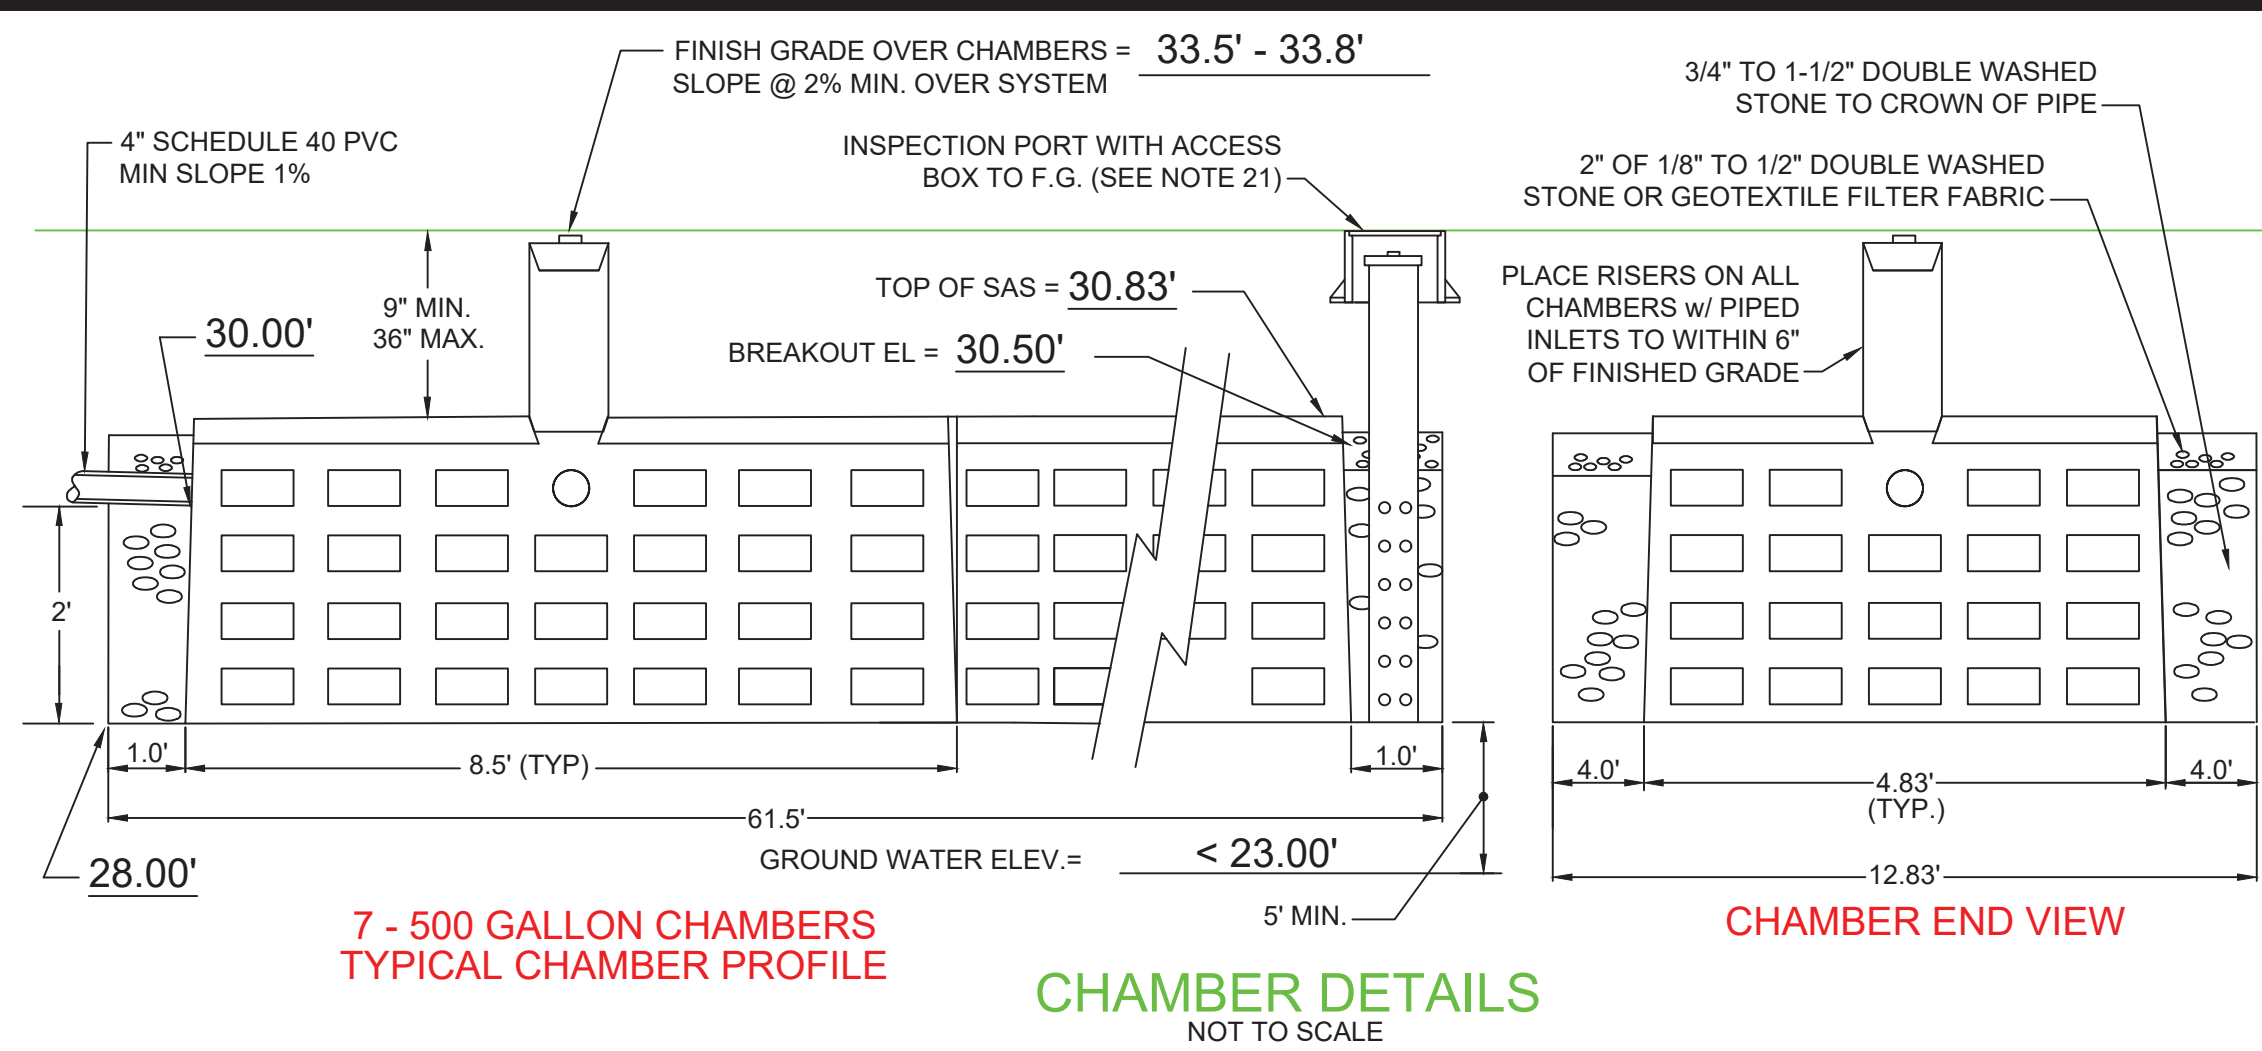 FINISH GRADE OVER CHAMBERS = 33.5' - 33.8'
SLOPE @ 2% MIN. OVER SYSTEM
4" SCHEDULE 40 PVC
MIN SLOPE 1%
INSPECTION PORT WITH ACCESS
BOX TO F.G. (SEE NOTE 21)
3/4" TO 1-1/2" DOUBLE WASHED
STONE TO CROWN OF PIPE
2" OF 1/8" TO 1/2" DOUBLE WASHED
STONE OR GEOTEXTILE FILTER FABRIC
9" MIN.
36" MAX.
30.00'
TOP OF SAS = 30.83'
BREAKOUT EL = 30.50'
PLACE RISERS ON ALL
CHAMBERS w/ PIPED
INLETS TO WITHIN 6"
OF FINISHED GRADE
2'
1.0'
8.5' (TYP)
1.0'
61.5'
28.00'
GROUND WATER ELEV.= < 23.00'
5' MIN.
4.0'
4.83'
(TYP.)
4.0'
12.83'
7 - 500 GALLON CHAMBERS
TYPICAL CHAMBER PROFILE
CHAMBER END VIEW
CHAMBER DETAILS
NOT TO SCALE